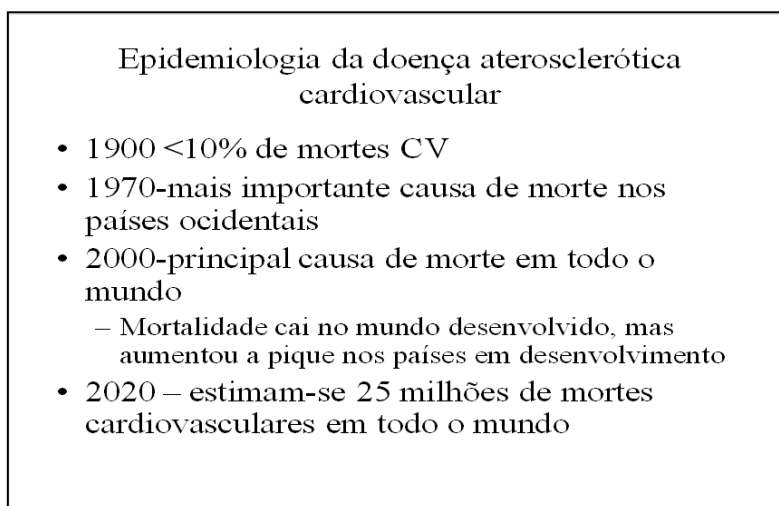 Epidemiologia da doença aterosclerótica
cardiovascular
• 1900 <10% de mortes CV
• 1970-mais importante causa de morte nos
países ocidentais
• 2000-principal causa de morte em todo o
mundo
– Mortalidade cai no mundo desenvolvido, mas
aumentou a pique nos países em desenvolvimento
• 2020 – estimam-se 25 milhões de mortes
cardiovasculares em todo o mundo